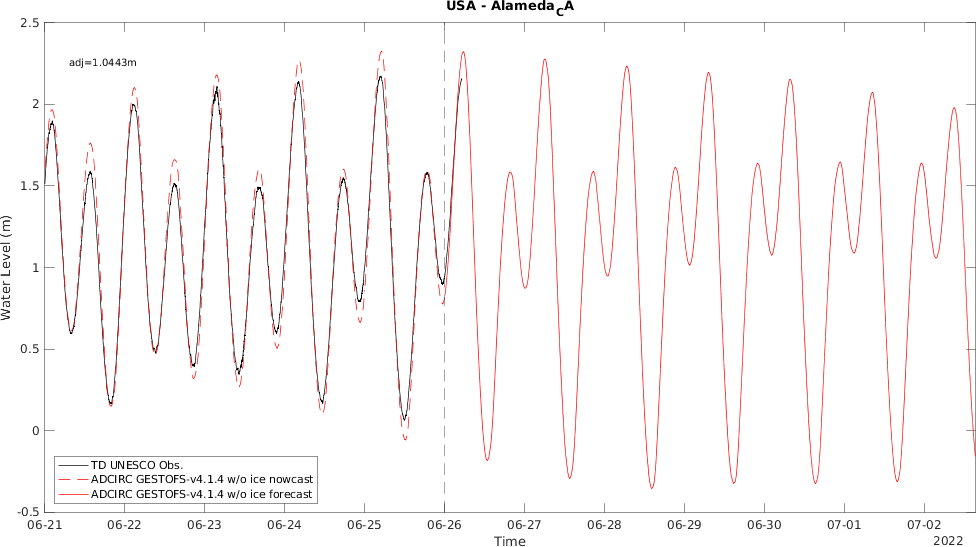 USA - Alameda_CA
2.5
adj=1.0443m
2
1.5
1
0.5
0
-0.5
Water Level (m)
TD UNESCO Obs.
ADCIRC GESTOFS-v4.1.4 w/o ice nowcast
ADCIRC GESTOFS-v4.1.4 w/o ice forecast
06-21 06-22 06-23 06-24 06-25 06-26 06-27 06-28 06-29 06-30 07-01 07-02
Time
2022